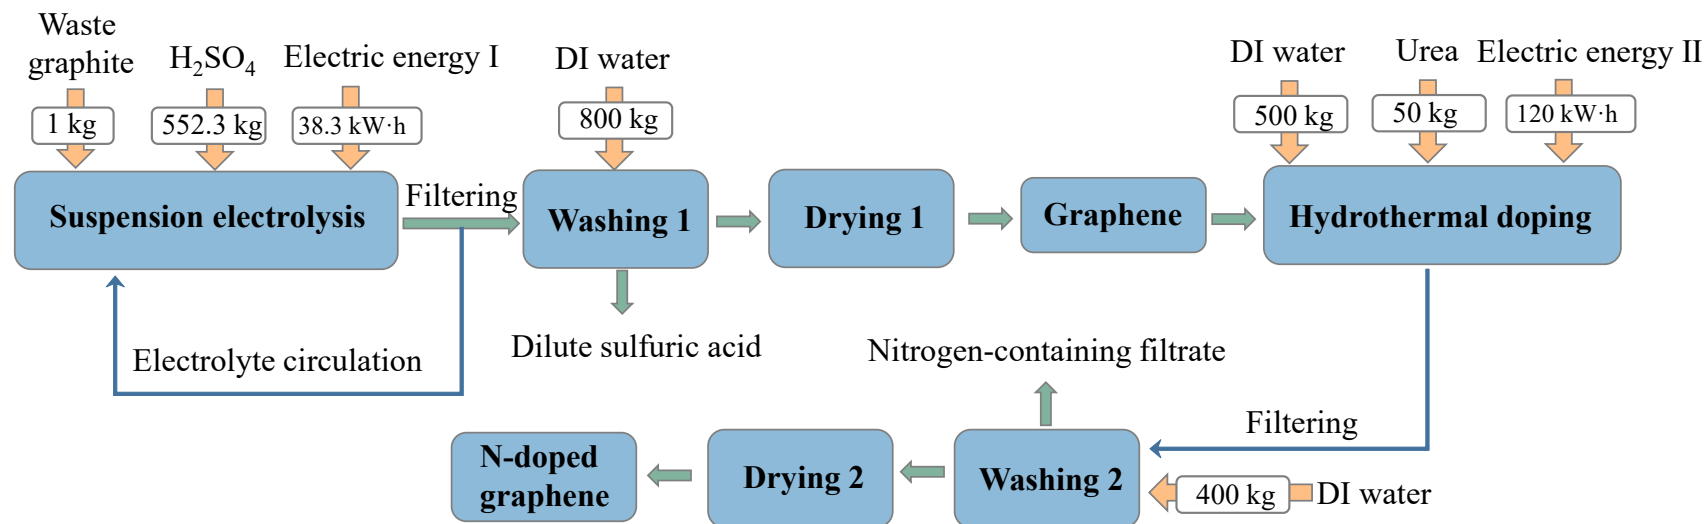 Waste
graphite
H₂SO₄
Electric energy I
DI water
DI water
Urea
Electric energy II
1 kg
552.3 kg
38.3 kW·h
800 kg
500 kg
50 kg
120 kW·h
Suspension electrolysis
Filtering
Washing 1
Drying 1
Graphene
Hydrothermal doping
Electrolyte circulation
Dilute sulfuric acid
Nitrogen-containing filtrate
Filtering
N-doped
graphene
Drying 2
Washing 2
400 kg
DI water